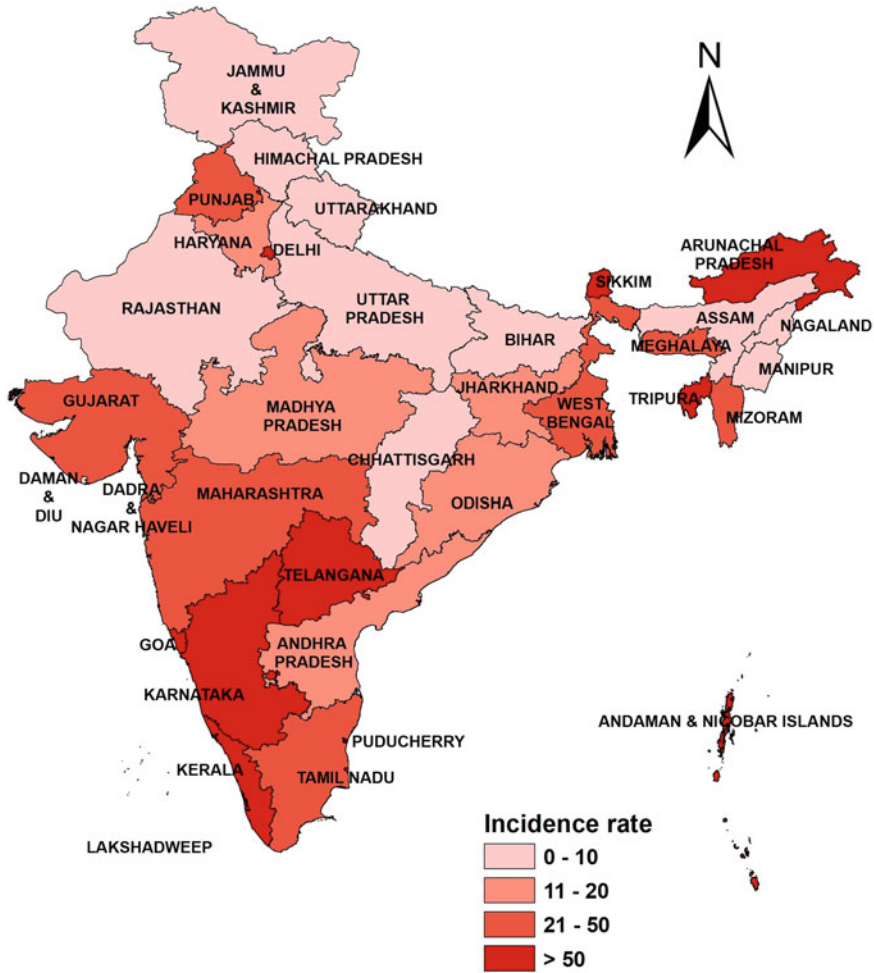 N
JAMMU
&
KASHMIR
HIMACHAL PRADESH
PUNJAB
UTTARAKHAND
HARYANA
DELHI
ARUNACHAL
PRADESH
SIKKIM
RAJASTHAN
UTTAR
PRADESH
ASSAM
NAGALAND
BIHAR
MEGHALAYA
MANIPUR
JHARKHAND
GUJARAT
MADHYA
PRADESH
WEST
BENGAL
TRIPURA
MIZORAM
CHHATTISGARH
DAMAN
&
DIU
DADRA
&
NAGAR HAVELI
MAHARASHTRA
ODISHA
TELANGANA
GOA
ANDHRA
PRADESH
KARNATAKA
ANDAMAN & NICOBAR ISLANDS
PUDUCHERRY
KERALA
TAMIL NADU
LAKSHADWEEP
Incidence rate
0 - 10
11 - 20
21 - 50
> 50